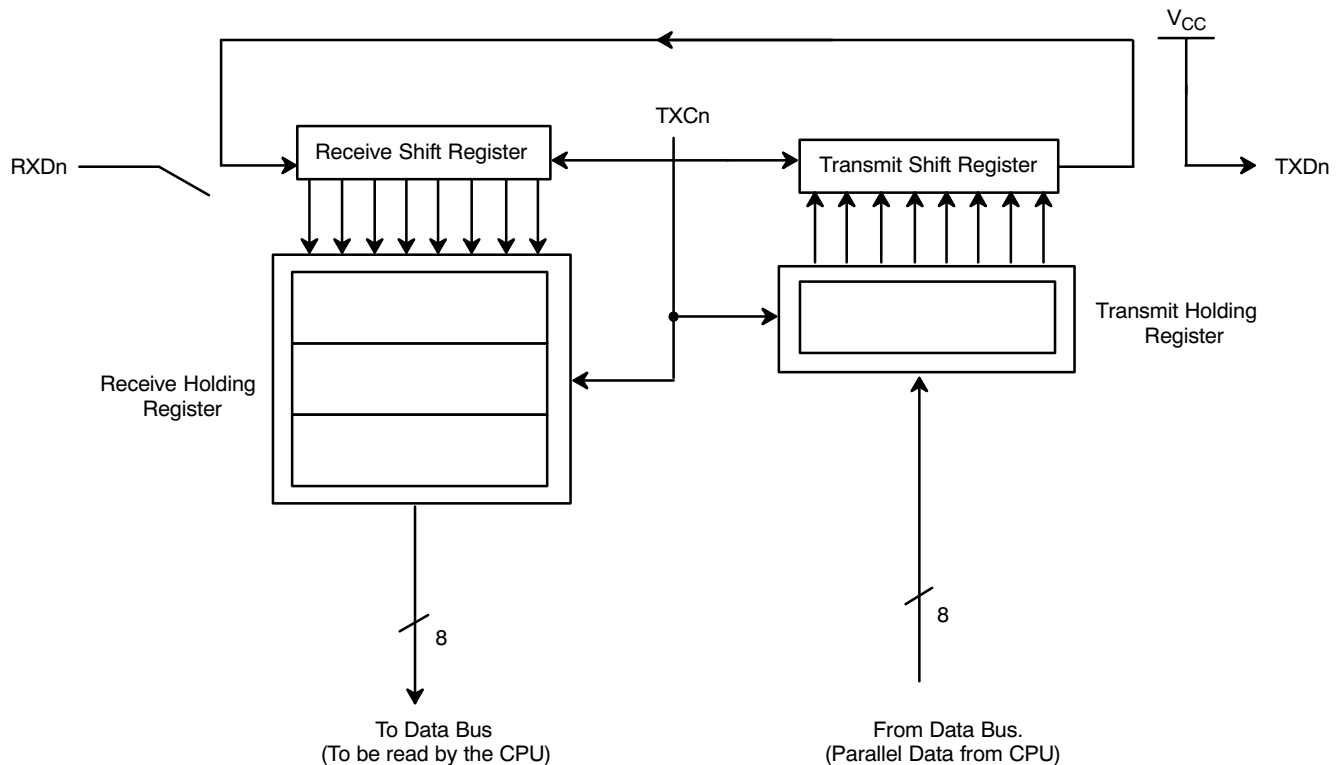 VCC
TXCn
Receive Shift Register
Transmit Shift Register
RXDn
TXDn
Transmit Holding
Register
Receive Holding
Register
8
8
To Data Bus
(To be read by the CPU)
From Data Bus.
(Parallel Data from CPU)